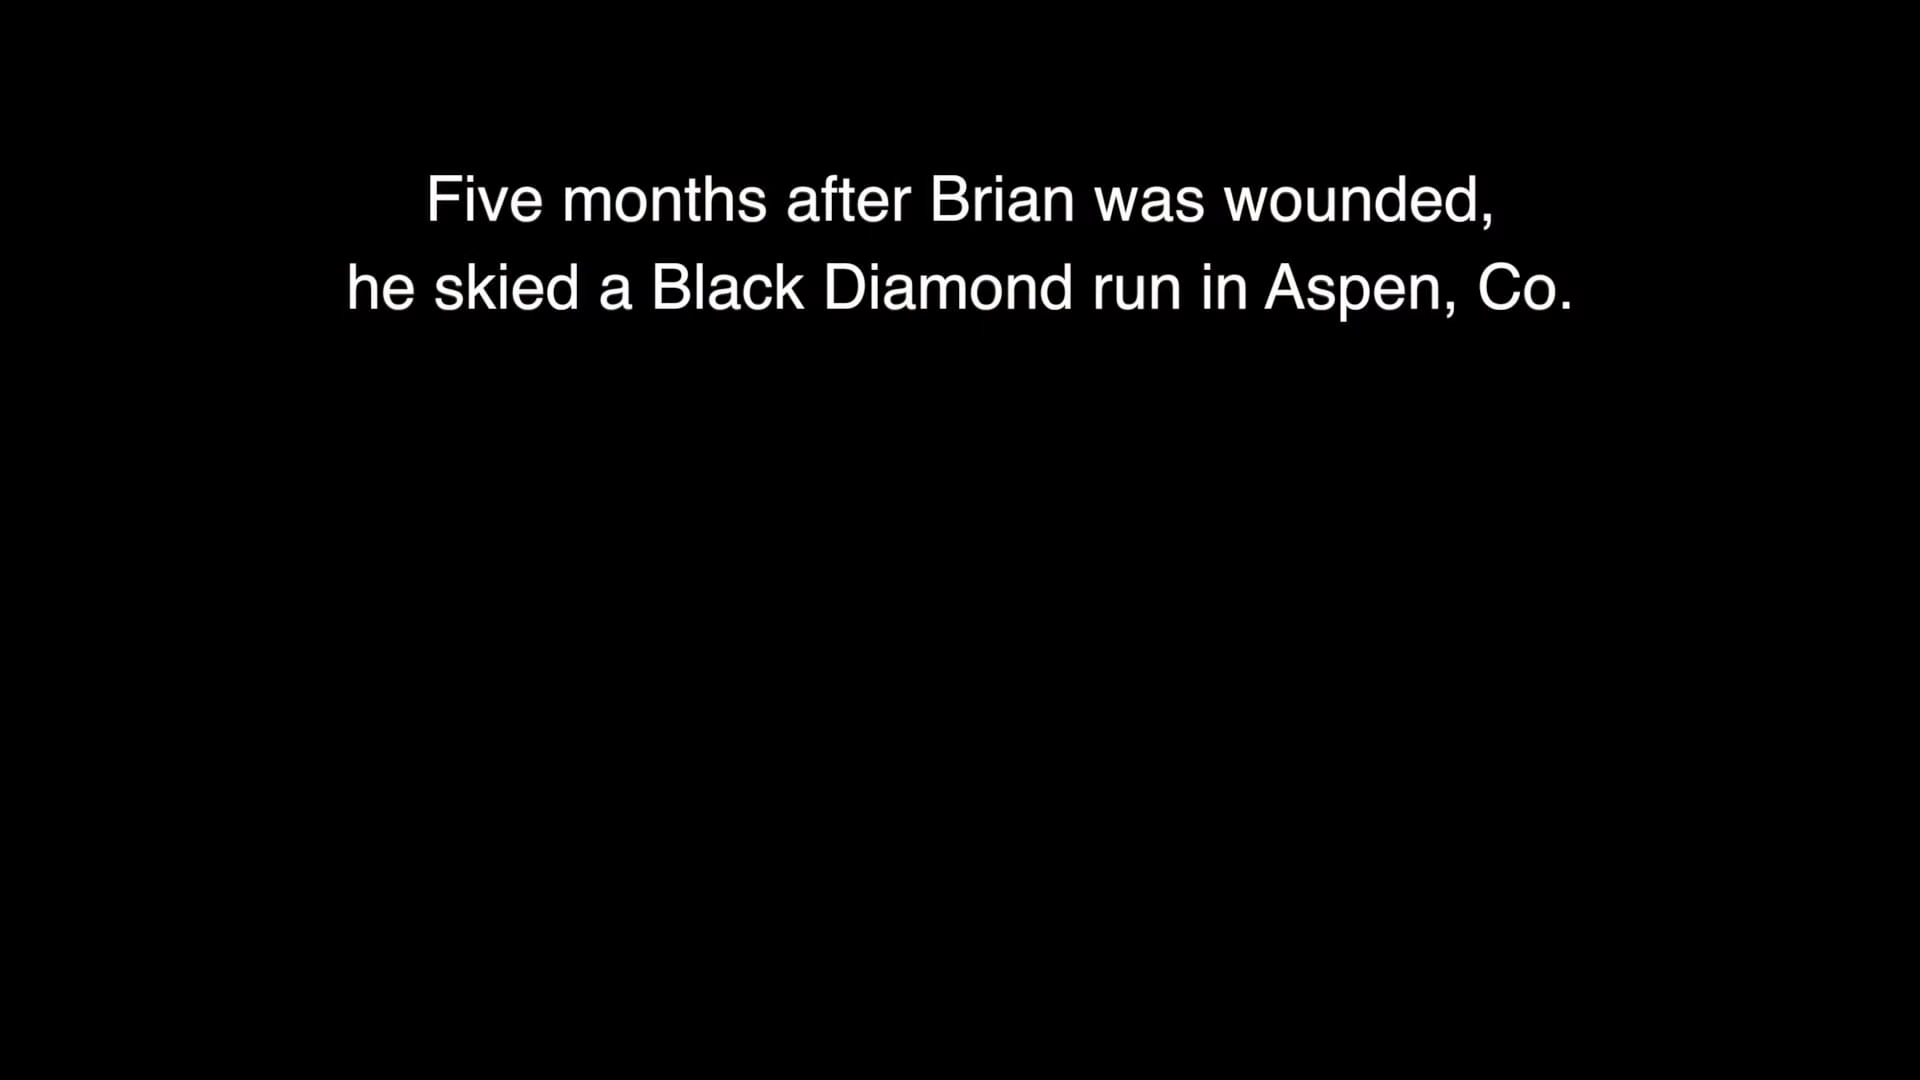 Five months after Brian was wounded,
he skied a Black Diamond run in Aspen, Co.